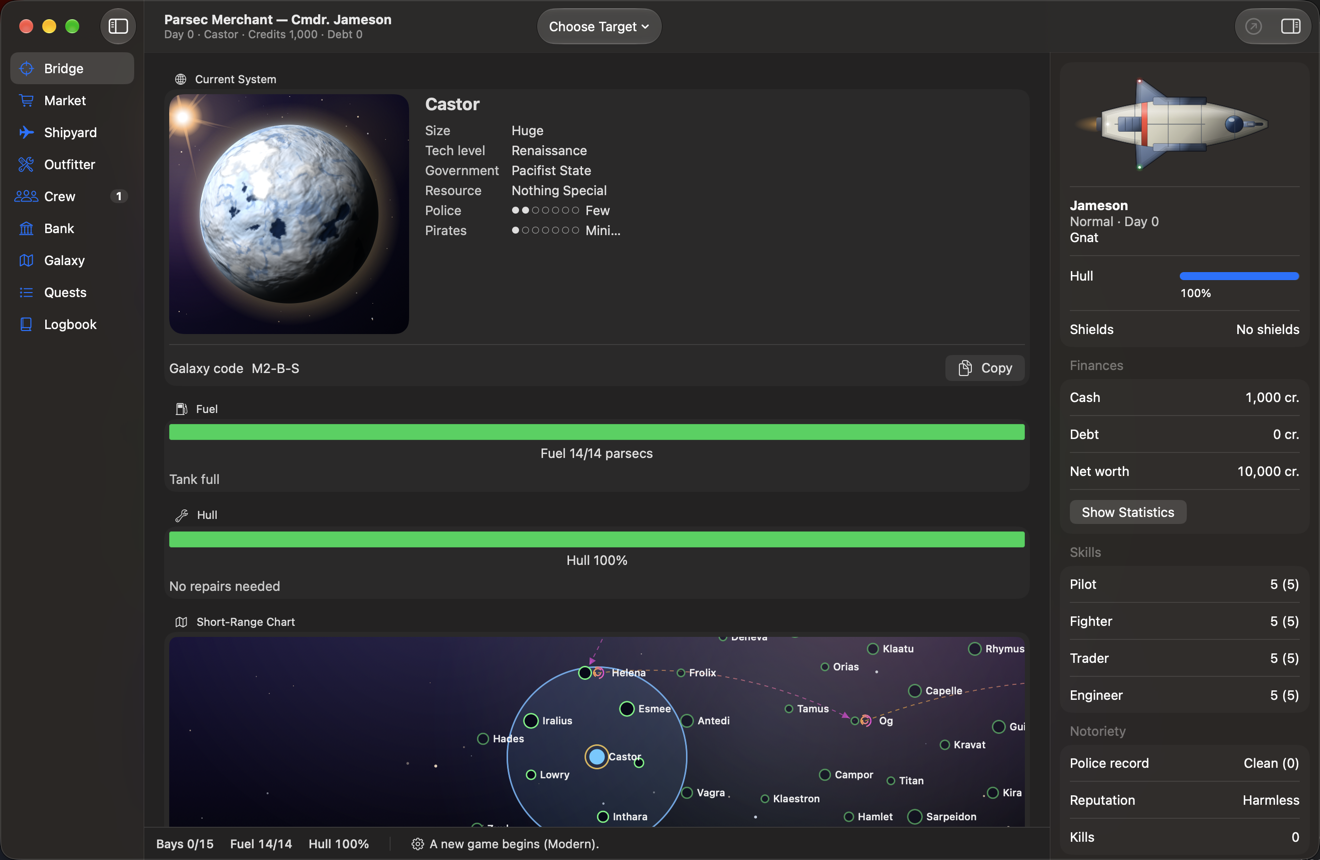 Parsec Merchant — Cmdr. Jameson
Day 0 · Castor · Credits 1,000 · Debt 0
Choose Target
Bridge
Market
Shipyard
Outfitter
Crew 1
Bank
Galaxy
Quests
Logbook
Current System
Castor
Size Huge
Tech level Renaissance
Government Pacifist State
Resource Nothing Special
Police Few
Pirates Mini...
Galaxy code M2-B-S
Copy
Fuel
Fuel 14/14 parsecs
Tank full
Hull
Hull 100%
No repairs needed
Short-Range Chart
Deneva
Klaatu
Rhymus
Helena
Frolix
Orias
Capelle
Esmee
Tamus
Iralius
Antedi
Og
Gui
Hades
Kravat
Castor
Lowry
Campor
Titan
Vagra
Klaestron
Kira
Inthara
Hamlet
Sarpeidon
Bays 0/15 Fuel 14/14 Hull 100%
A new game begins (Modern).
Jameson
Normal · Day 0
Gnat
Hull
100%
Shields No shields
Finances
Cash 1,000 cr.
Debt 0 cr.
Net worth 10,000 cr.
Show Statistics
Skills
Pilot 5 (5)
Fighter 5 (5)
Trader 5 (5)
Engineer 5 (5)
Notoriety
Police record Clean (0)
Reputation Harmless
Kills 0